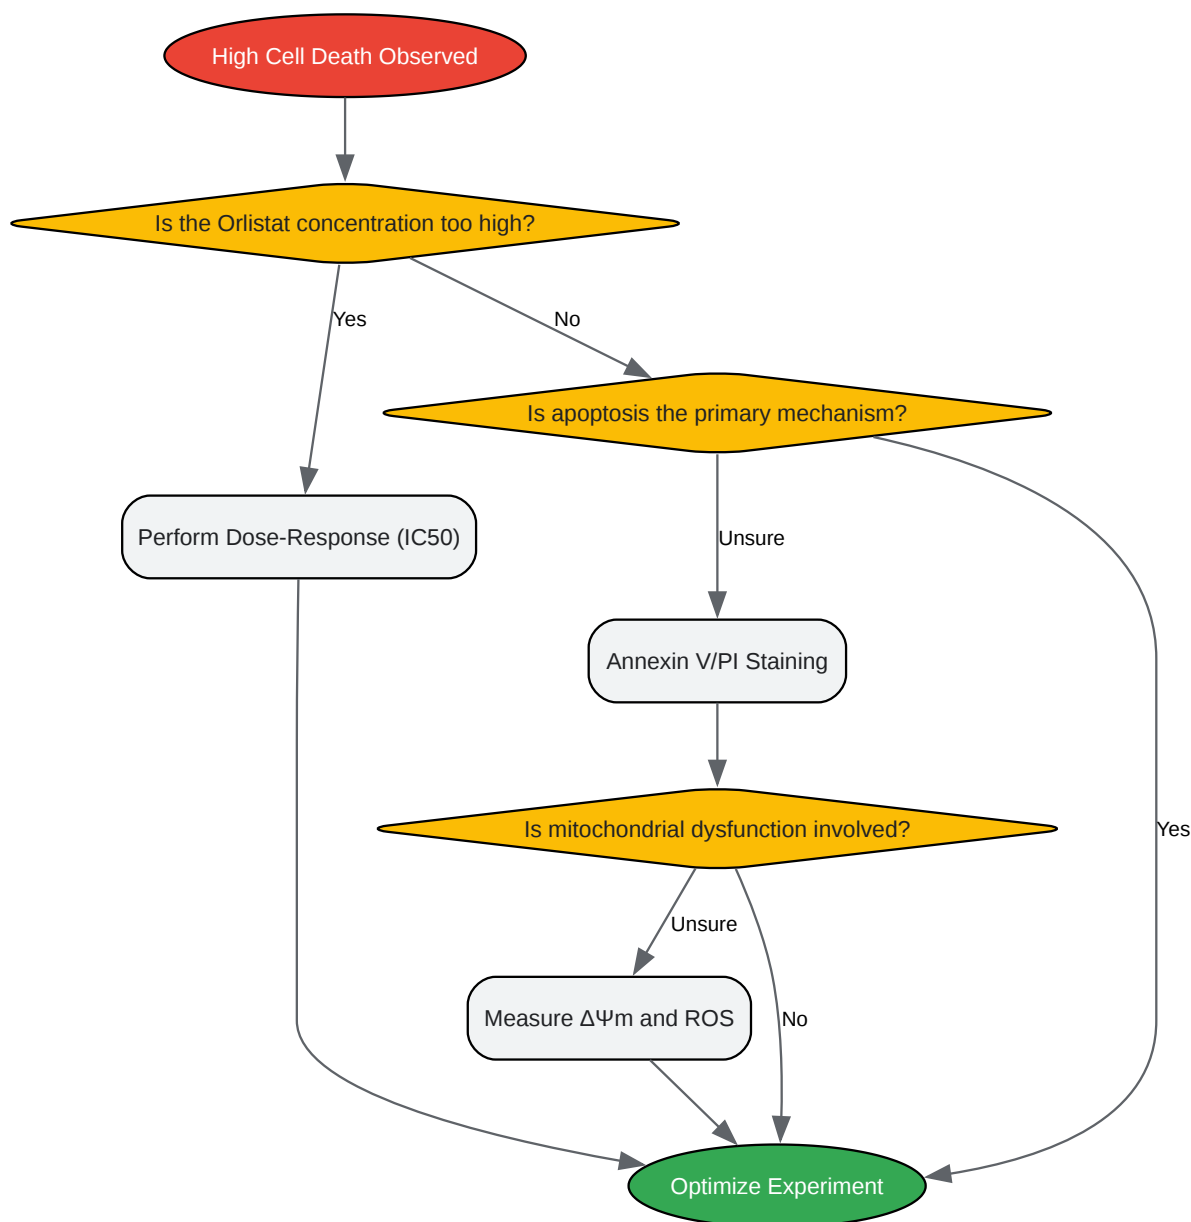 High Cell Death Observed
Is the Orlistat concentration too high?
Yes
No
Is apoptosis the primary mechanism?
Perform Dose-Response (IC50)
Unsure
Annexin V/PI Staining
Is mitochondrial dysfunction involved?
Yes
Unsure
Measure ΔΨm and ROS
No
Optimize Experiment